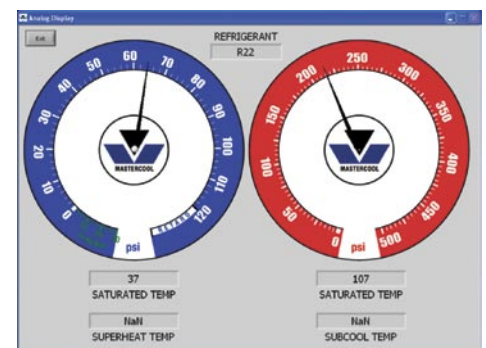 Analog Display
Exit
REFRIGERANT
R22
0
10
20
30
40
50
60
70
80
90
100
110
120
RETARD
MASTERCOOL
psi
0
50
100
150
200
250
300
350
400
450
500
MASTERCOOL
psi
37
SATURATED TEMP
107
SATURATED TEMP
NaN
SUPERHEAT TEMP
NaN
SUBCOOL TEMP